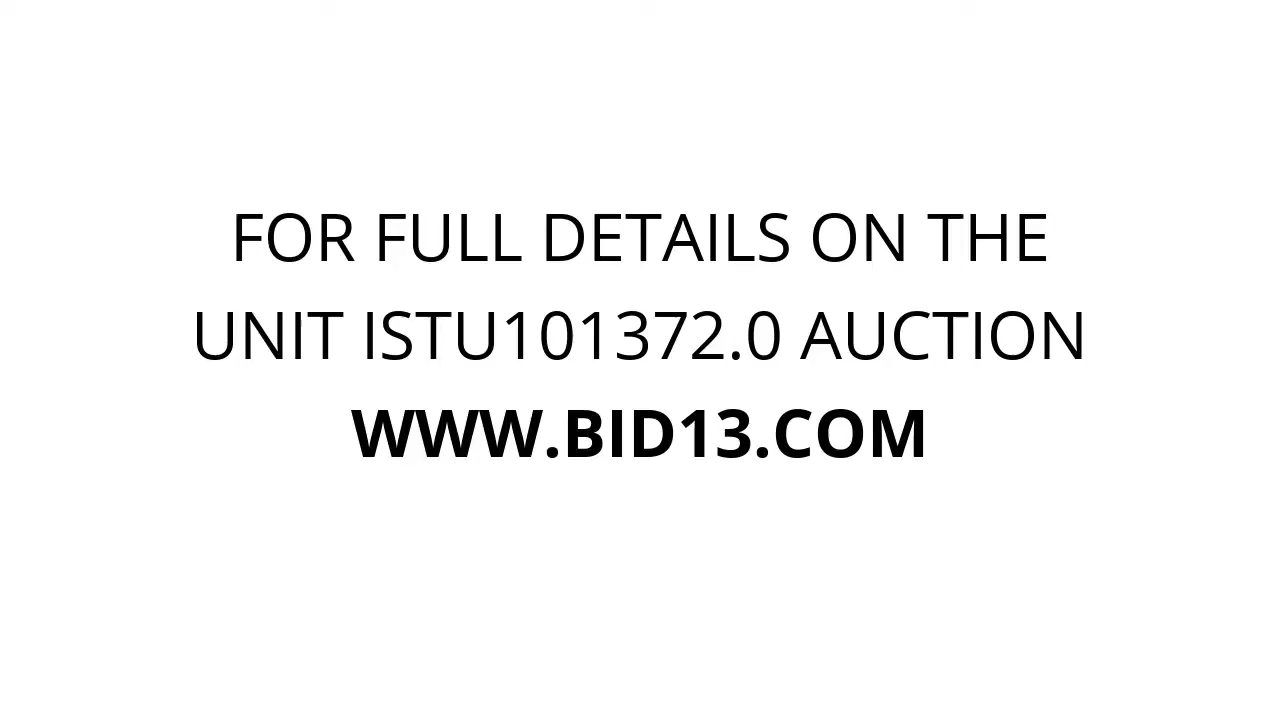 FOR FULL DETAILS ON THE
UNIT ISTU101372.0 AUCTION
WWW.BID13.COM